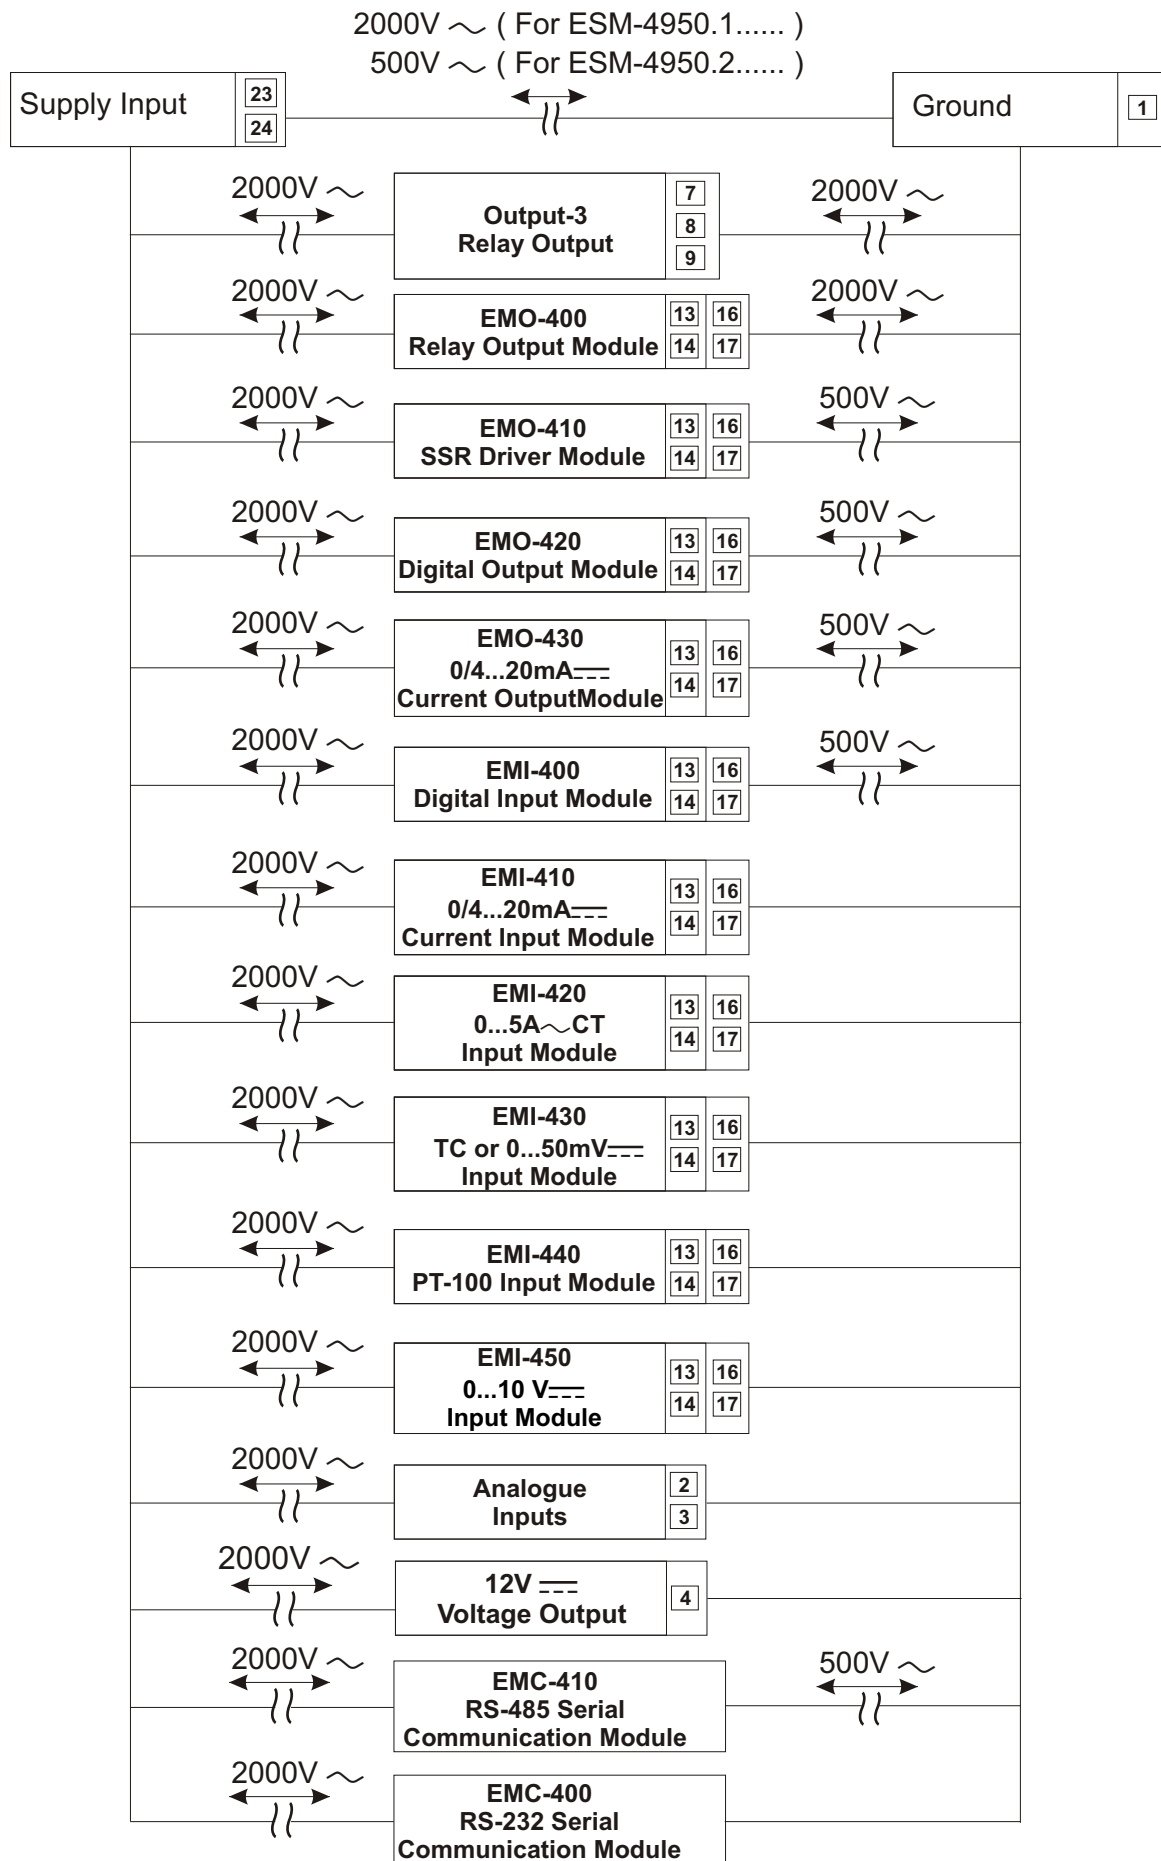 2000V ～ ( For ESM-4950.1...... )
500V ～ ( For ESM-4950.2...... )
Supply Input 23
24
Ground 1
2000V ～ 2000V ～
Output-3
Relay Output
7
8
9
2000V ～ 2000V ～
EMO-400 13 16
Relay Output Module 14 17
2000V ～ 500V ～
EMO-410 13 16
SSR Driver Module 14 17
2000V ～ 500V ～
EMO-420 13 16
Digital Output Module 14 17
2000V ～ 500V ～
EMO-430
0/4...20mA⎓ 13 16
Current OutputModule 14 17
2000V ～ 500V ～
EMI-400 13 16
Digital Input Module 14 17
2000V ～
EMI-410
0/4...20mA⎓ 13 16
Current Input Module 14 17
2000V ～
EMI-420
0...5A～CT 13 16
Input Module 14 17
2000V ～
EMI-430
TC or 0...50mV⎓ 13 16
Input Module 14 17
2000V ～
EMI-440 13 16
PT-100 Input Module 14 17
2000V ～
EMI-450
0...10 V⎓ 13 16
Input Module 14 17
2000V ～
Analogue 2
Inputs 3
2000V ～
12V ⎓
Voltage Output 4
2000V ～ 500V ～
EMC-410
RS-485 Serial
Communication Module
2000V ～
EMC-400
RS-232 Serial
Communication Module